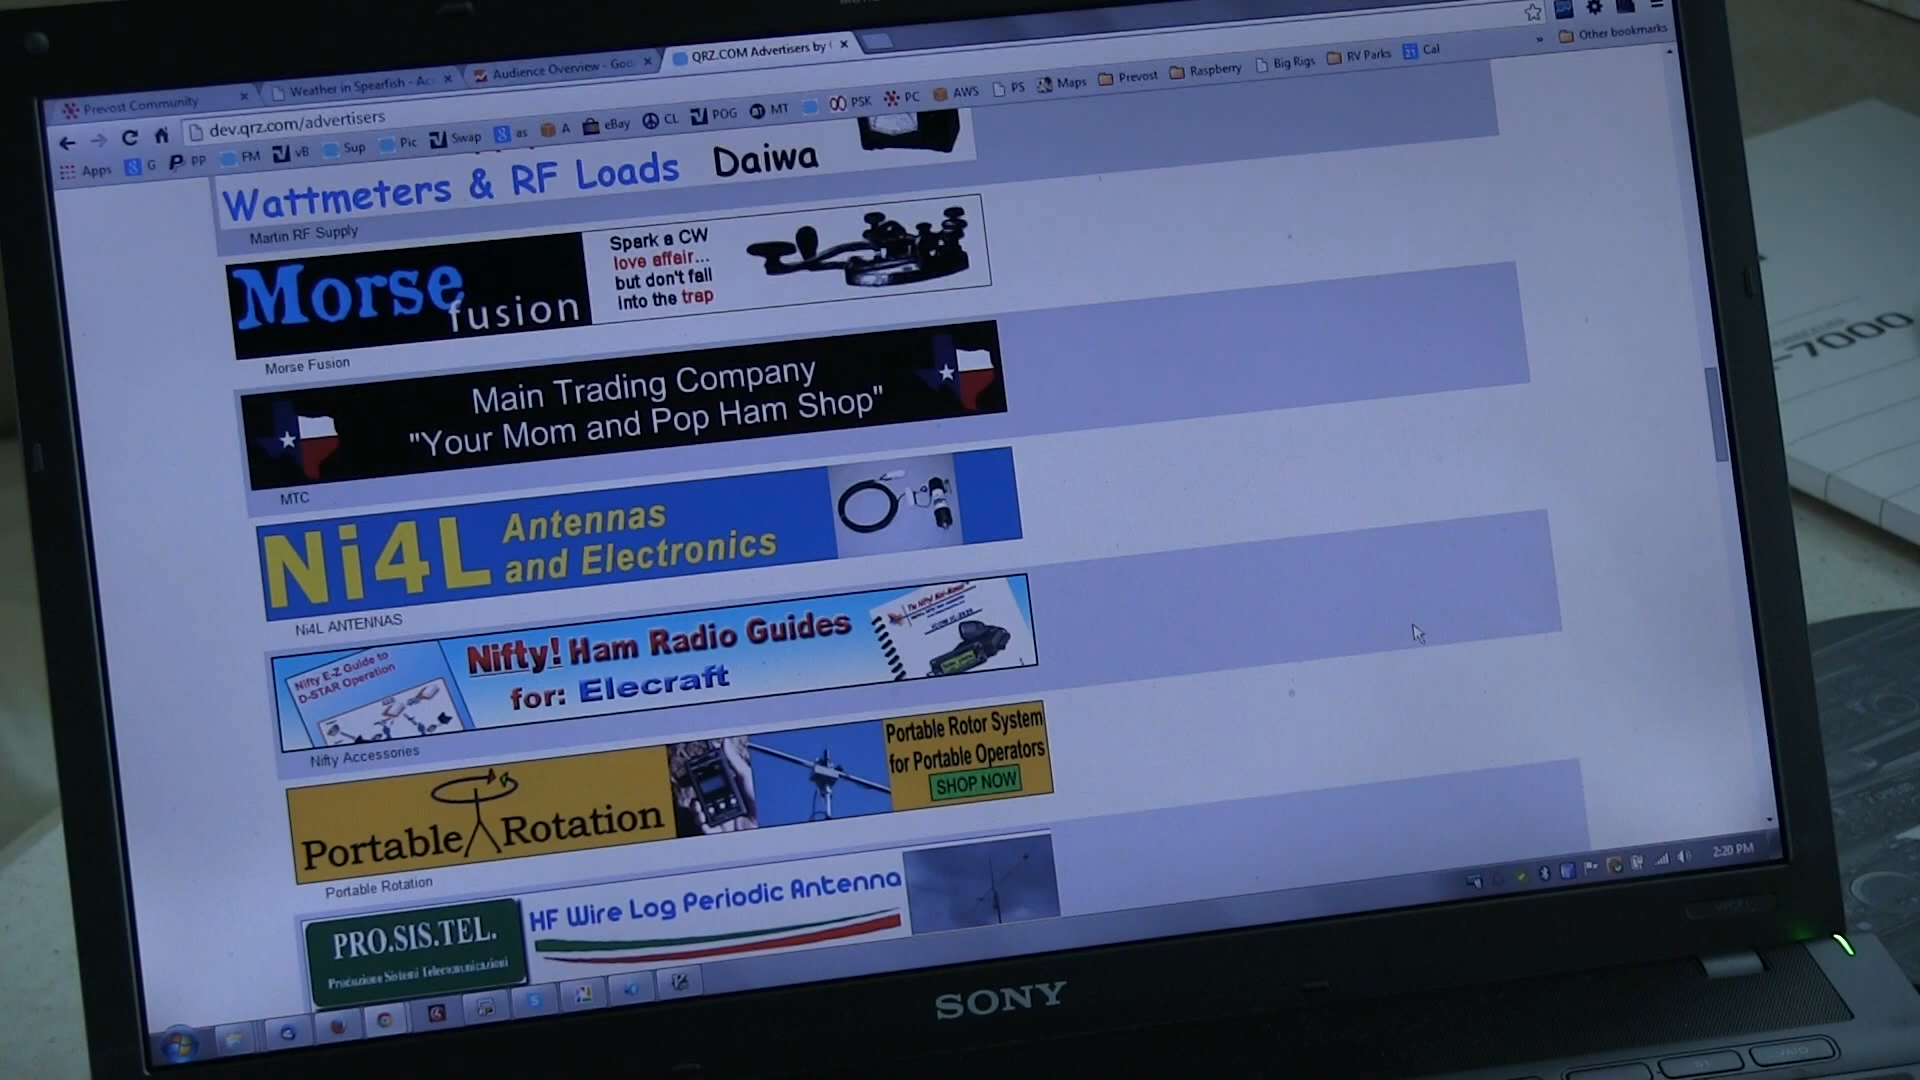 Prevost Community
Weather in Spearfish - Ac
Audience Overview - Goo
QRZ.COM Advertisers by
dev.qrz.com/advertisers
Other bookmarks
Apps G PP FM vB Sup Pic Swap as A eBay CL POG MT PSK PC AWS PS Maps Prevost Raspberry Big Rigs RV Parks Cal
Wattmeters & RF Loads Daiwa
Martin RF Supply
Morse
fusion
Spark a CW
love affair...
but don't fall
into the trap
Morse Fusion
Main Trading Company
"Your Mom and Pop Ham Shop"
MTC
Ni4L
Antennas
and Electronics
Ni4L ANTENNAS
Nifty E-Z Guide to
D-STAR Operation
Nifty! Ham Radio Guides
for: Elecraft
Nifty Accessories
Portable Rotation
Portable Rotor System
for Portable Operators
SHOP NOW
Portable Rotation
PRO.SIS.TEL.
Produzione Sistemi Telecomunicazioni
HF Wire Log Periodic Antenna
2:20 PM
SONY
VAIO
-7000